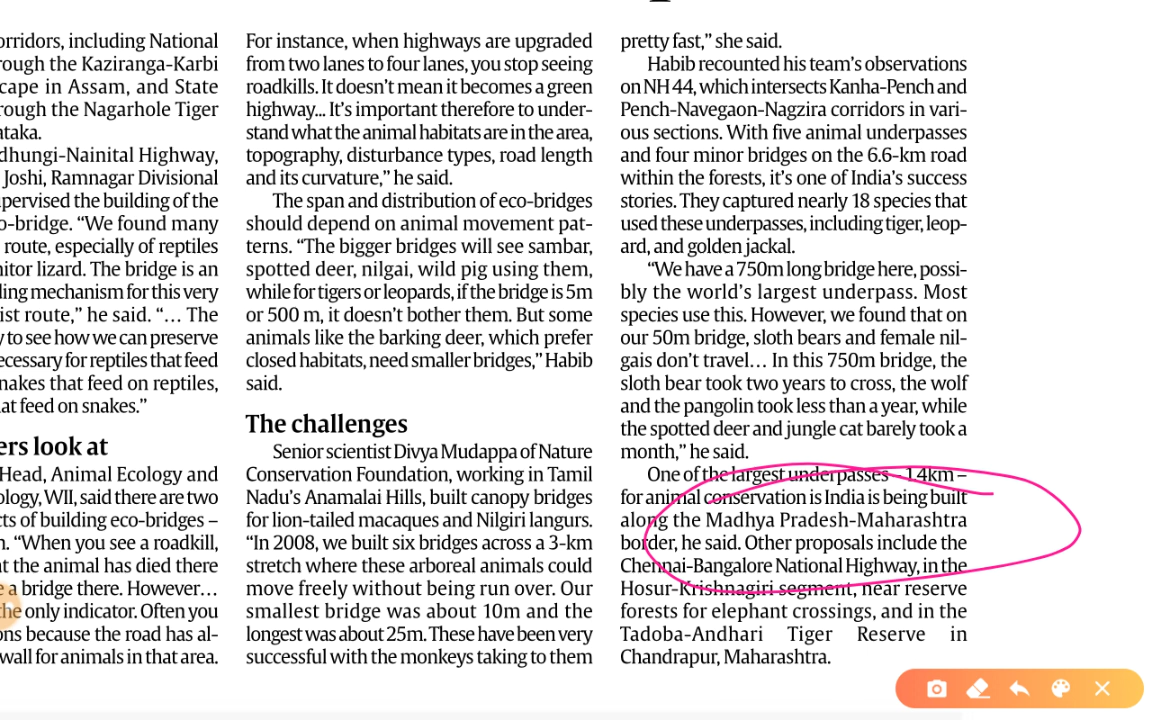 orridors, including National
rough the Kaziranga-Karbi
cape in Assam, and State
rough the Nagarhole Tiger
ataka.
dhungi-Nainital Highway,
Joshi, Ramnagar Divisional
pervised the building of the
o-bridge. “We found many
route, especially of reptiles
nitor lizard. The bridge is an
ling mechanism for this very
ist route,” he said. “… The
y to see how we can preserve
ecessary for reptiles that feed
nakes that feed on reptiles,
at feed on snakes.”
ers look at
Head, Animal Ecology and
ology, WII, said there are two
cts of building eco-bridges –
n. “When you see a roadkill,
at the animal has died there
e a bridge there. However…
the only indicator. Often you
ons because the road has al-
wall for animals in that area.
For instance, when highways are upgraded
from two lanes to four lanes, you stop seeing
roadkills. It doesn’t mean it becomes a green
highway... It’s important therefore to under-
stand what the animal habitats are in the area,
topography, disturbance types, road length
and its curvature,” he said.
The span and distribution of eco-bridges
should depend on animal movement pat-
terns. “The bigger bridges will see sambar,
spotted deer, nilgai, wild pig using them,
while for tigers or leopards, if the bridge is 5m
or 500 m, it doesn’t bother them. But some
animals like the barking deer, which prefer
closed habitats, need smaller bridges,” Habib
said.
The challenges
Senior scientist Divya Mudappa of Nature
Conservation Foundation, working in Tamil
Nadu’s Anamalai Hills, built canopy bridges
for lion-tailed macaques and Nilgiri langurs.
“In 2008, we built six bridges across a 3-km
stretch where these arboreal animals could
move freely without being run over. Our
smallest bridge was about 10m and the
longest was about 25m. These have been very
successful with the monkeys taking to them
pretty fast,” she said.
Habib recounted his team’s observations
on NH 44, which intersects Kanha-Pench and
Pench-Navegaon-Nagzira corridors in vari-
ous sections. With five animal underpasses
and four minor bridges on the 6.6-km road
within the forests, it’s one of India’s success
stories. They captured nearly 18 species that
used these underpasses, including tiger, leop-
ard, and golden jackal.
“We have a 750m long bridge here, possi-
bly the world’s largest underpass. Most
species use this. However, we found that on
our 50m bridge, sloth bears and female nil-
gais don’t travel… In this 750m bridge, the
sloth bear took two years to cross, the wolf
and the pangolin took less than a year, while
the spotted deer and jungle cat barely took a
month,” he said.
One of the largest underpasses – 1.4km –
for animal conservation is India is being built
along the Madhya Pradesh-Maharashtra
border, he said. Other proposals include the
Chennai-Bangalore National Highway, in the
Hosur-Krishnagiri segment, near reserve
forests for elephant crossings, and in the
Tadoba-Andhari Tiger Reserve in
Chandrapur, Maharashtra.